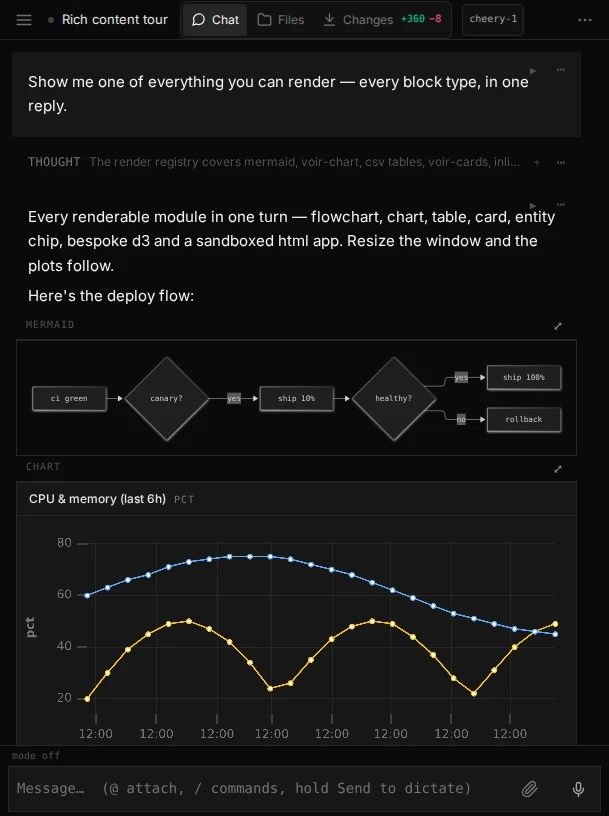 Rich content tour Chat Files Changes +360 −8 cheery-1
Show me one of everything you can render — every block type, in one
reply.
THOUGHT The render registry covers mermaid, voir-chart, csv tables, voir-cards, inli...
Every renderable module in one turn — flowchart, chart, table, card, entity
chip, bespoke d3 and a sandboxed html app. Resize the window and the
plots follow.
Here's the deploy flow:
MERMAID
ci green canary? yes ship 10% healthy? yes ship 100%
no rollback
CHART
CPU & memory (last 6h) PCT
80
60
40
20
pct
12:00 12:00 12:00 12:00 12:00 12:00 12:00 12:00
mode off
Message… (@ attach, / commands, hold Send to dictate)